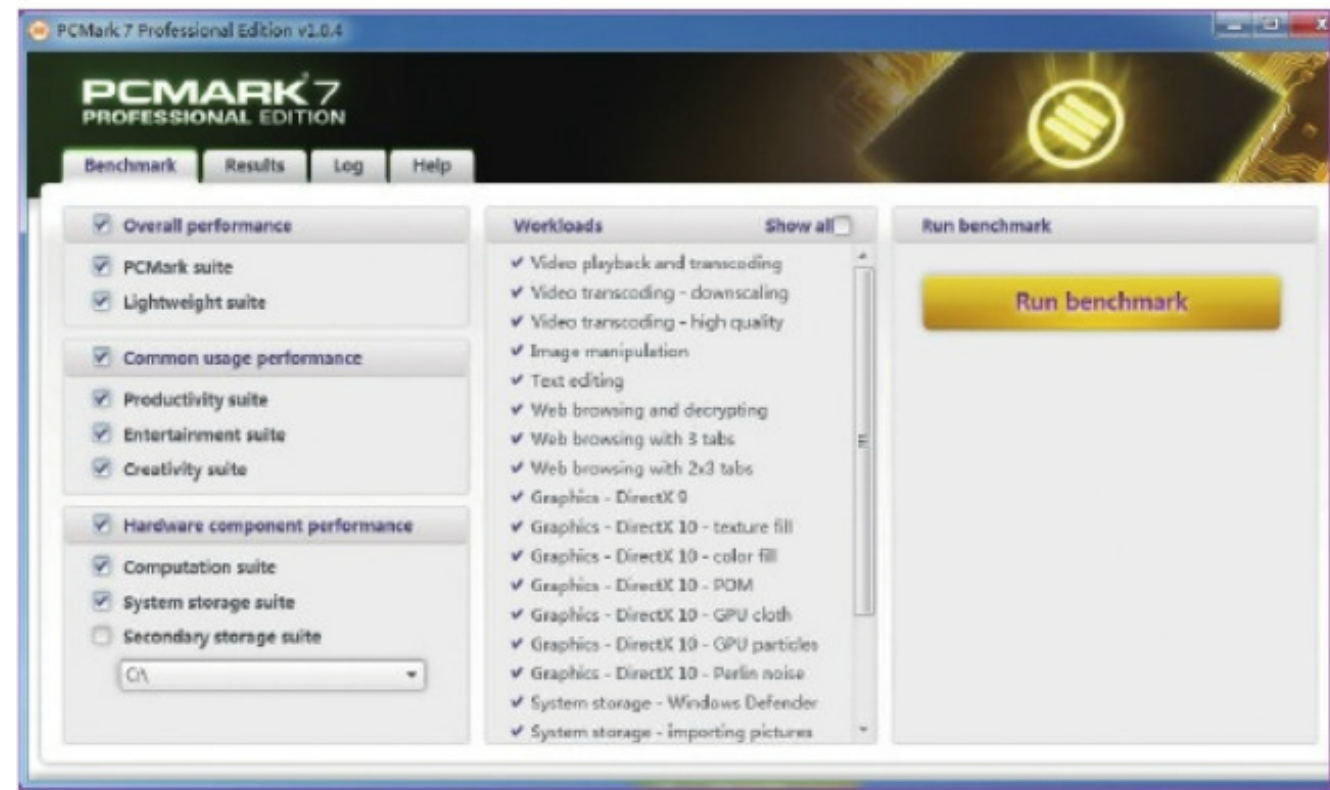 PCMark 7 Professional Edition v1.0.4
PCMARK 7
PROFESSIONAL EDITION
Benchmark
Results
Log
Help
Overall performance
PCMark suite
Lightweight suite
Common usage performance
Productivity suite
Entertainment suite
Creativity suite
Hardware component performance
Computation suite
System storage suite
Secondary storage suite
C:\
Workloads
Show all
Video playback and transcoding
Video transcoding - downscaling
Video transcoding - high quality
Image manipulation
Text editing
Web browsing and decrypting
Web browsing with 3 tabs
Web browsing with 2x3 tabs
Graphics - DirectX 9
Graphics - DirectX 10 - texture fill
Graphics - DirectX 10 - color fill
Graphics - DirectX 10 - POM
Graphics - DirectX 10 - GPU cloth
Graphics - DirectX 10 - GPU particles
Graphics - DirectX 10 - Perlin noise
System storage - Windows Defender
System storage - importing pictures
Run benchmark
Run benchmark